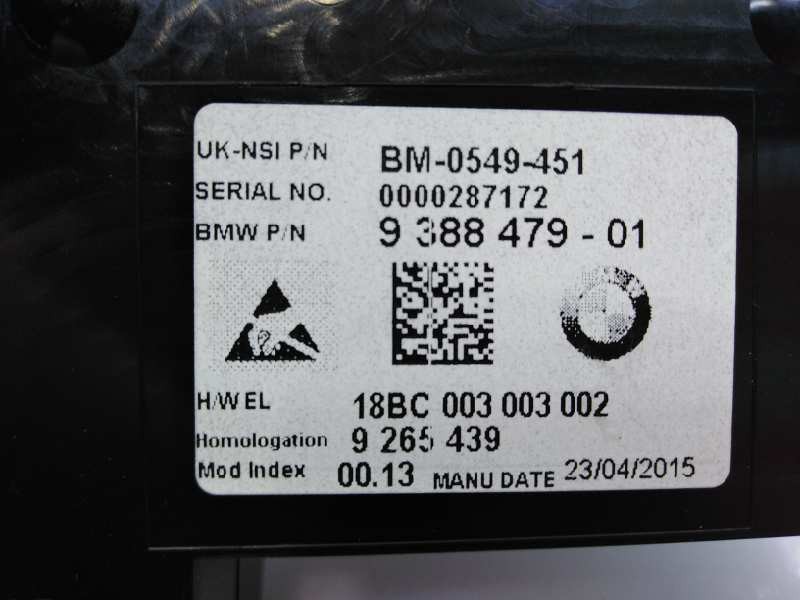 UK-NSI P/N BM-0549-451
SERIAL NO. 0000287172
BMW P/N 9 388 479 - 01
H/W EL 18BC 003 003 002
Homologation 9 265 439
Mod Index 00.13 MANU DATE 23/04/2015